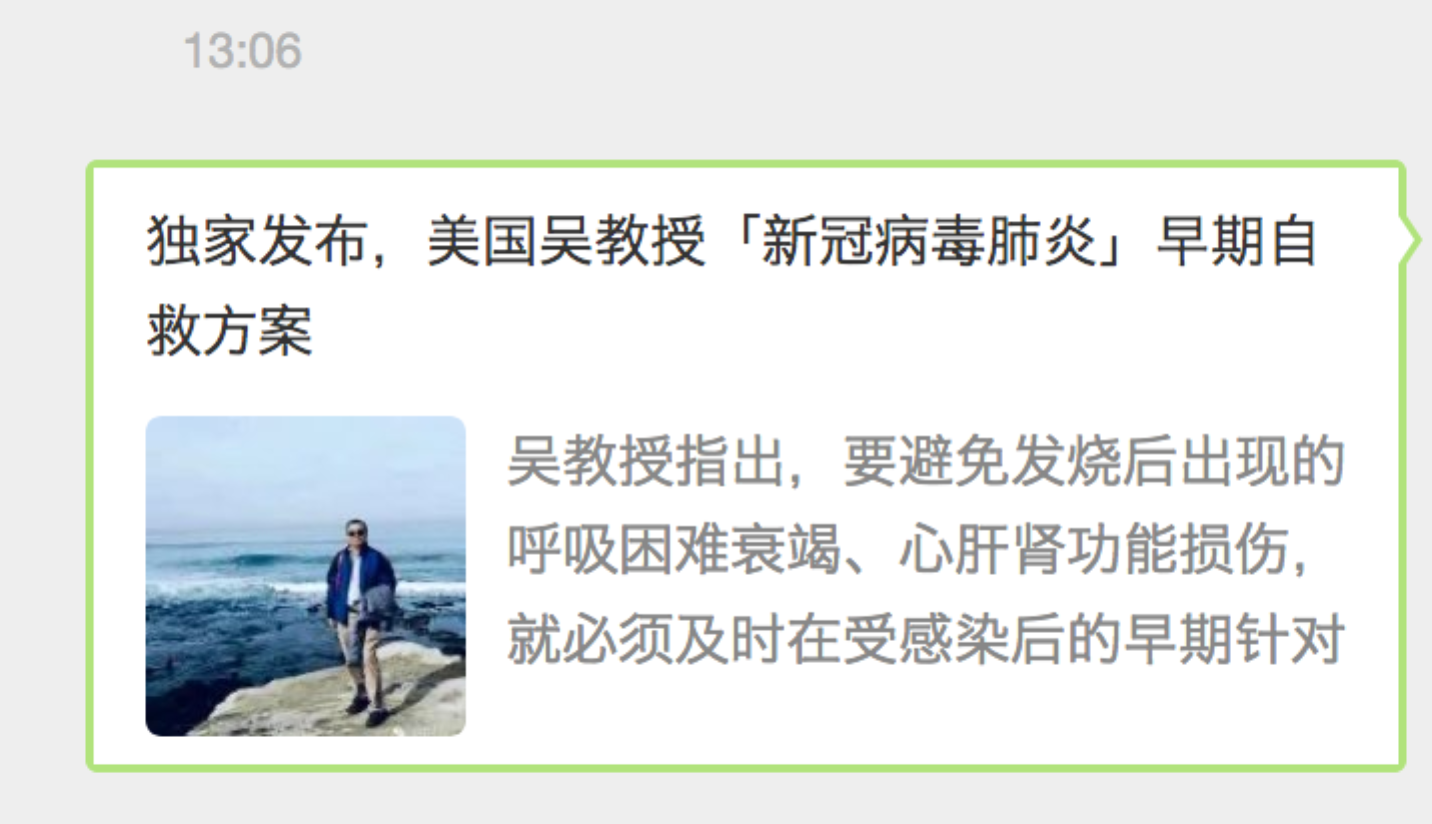 13:06
独家发布，美国吴教授「新冠病毒肺炎」早期自
救方案
吴教授指出，要避免发烧后出现的
呼吸困难衰竭、心肝肾功能损伤，
就必须及时在受感染后的早期针对